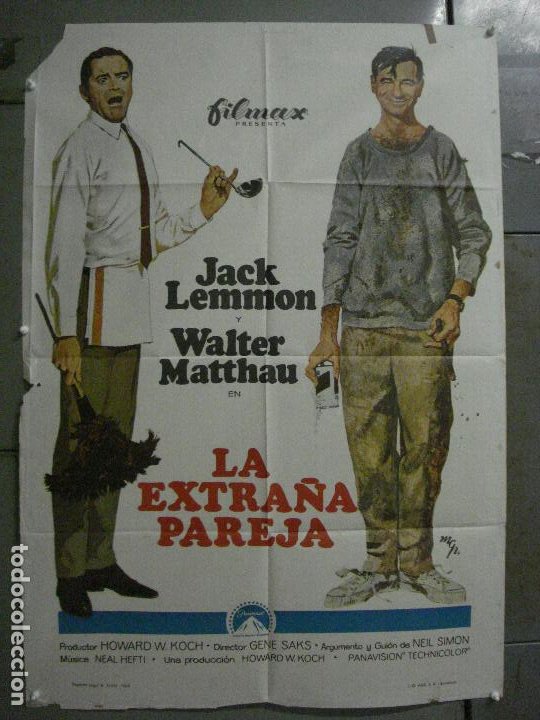 filmax
PRESENTA
Jack
Lemmon
Y
Walter
Matthau
EN
LA
EXTRAÑA
PAREJA
MCP.
Paramount
Productor HOWARD W. KOCH - Director GENE SAKS - Argumento y Guión de NEIL SIMON
Música NEAL HEFTI - Una producción HOWARD W. KOCH - PANAVISION® TECHNICOLOR®
todocoleccion